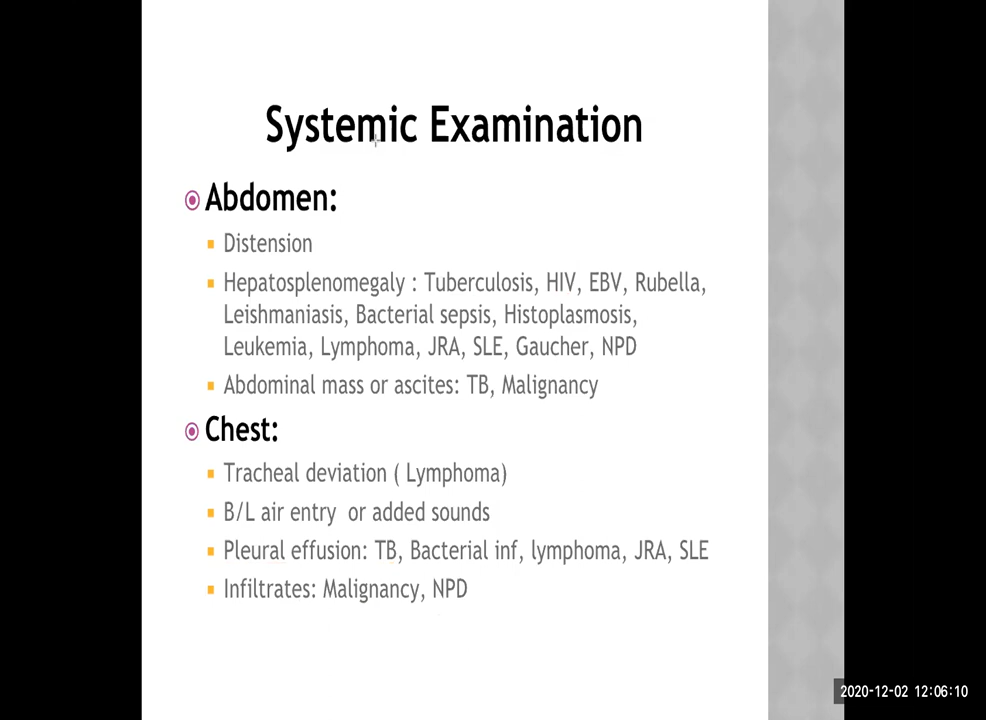 Systemic Examination
Abdomen:
Distension
Hepatosplenomegaly : Tuberculosis, HIV, EBV, Rubella,
Leishmaniasis, Bacterial sepsis, Histoplasmosis,
Leukemia, Lymphoma, JRA, SLE, Gaucher, NPD
Abdominal mass or ascites: TB, Malignancy
Chest:
Tracheal deviation ( Lymphoma)
B/L air entry  or added sounds
Pleural effusion: TB, Bacterial inf, lymphoma, JRA, SLE
Infiltrates: Malignancy, NPD
2020-12-02 12:06:10